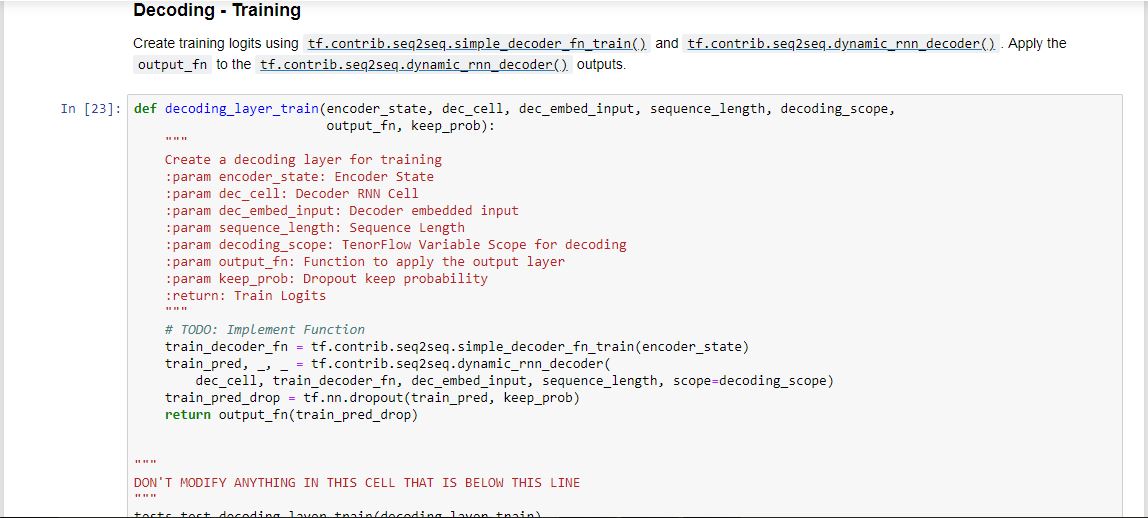 Decoding - Training
Create training logits using tf.contrib.seq2seq.simple_decoder_fn_train() and tf.contrib.seq2seq.dynamic_rnn_decoder() . Apply the
output_fn to the tf.contrib.seq2seq.dynamic_rnn_decoder() outputs.
In [23]: def decoding_layer_train(encoder_state, dec_cell, dec_embed_input, sequence_length, decoding_scope,
output_fn, keep_prob):
"""
Create a decoding layer for training
:param encoder_state: Encoder State
:param dec_cell: Decoder RNN Cell
:param dec_embed_input: Decoder embedded input
:param sequence_length: Sequence Length
:param decoding_scope: TenorFlow Variable Scope for decoding
:param output_fn: Function to apply the output layer
:param keep_prob: Dropout keep probability
:return: Train Logits
"""
# TODO: Implement Function
train_decoder_fn = tf.contrib.seq2seq.simple_decoder_fn_train(encoder_state)
train_pred, _, _ = tf.contrib.seq2seq.dynamic_rnn_decoder(
dec_cell, train_decoder_fn, dec_embed_input, sequence_length, scope=decoding_scope)
train_pred_drop = tf.nn.dropout(train_pred, keep_prob)
return output_fn(train_pred_drop)
"""
DON'T MODIFY ANYTHING IN THIS CELL THAT IS BELOW THIS LINE
"""
tests.test_decoding_layer_train(decoding_layer_train)